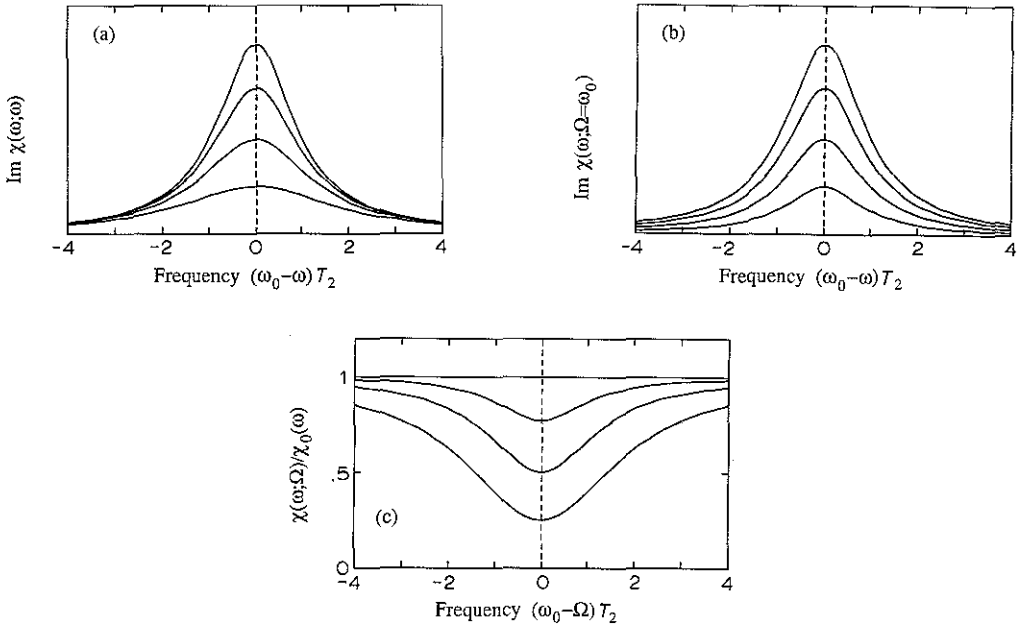 (a)
Im χ(ω;ω)
-4 -2 0 2 4
Frequency (ω₀−ω)T₂
(b)
Im χ(ω;Ω=ω₀)
-4 -2 0 2 4
Frequency (ω₀−ω)T₂
χ(ω;Ω)/χ₀(ω)
1
.5
(c)
0
-4 -2 0 2 4
Frequency (ω₀−Ω)T₂